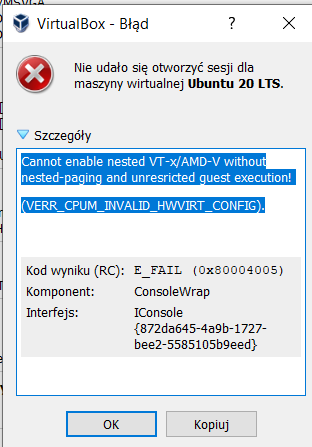 VirtualBox - Błąd
Nie udało się otworzyć sesji dla
maszyny wirtualnej Ubuntu 20 LTS.
Szczegóły
Cannot enable nested VT-x/AMD-V without
nested-paging and unresricted guest execution!
(VERR_CPUM_INVALID_HWVIRT_CONFIG).
Kod wyniku (RC): E_FAIL (0x80004005)
Komponent: ConsoleWrap
Interfejs: IConsole
{872da645-4a9b-1727-
bee2-5585105b9eed}
OK Kopiuj